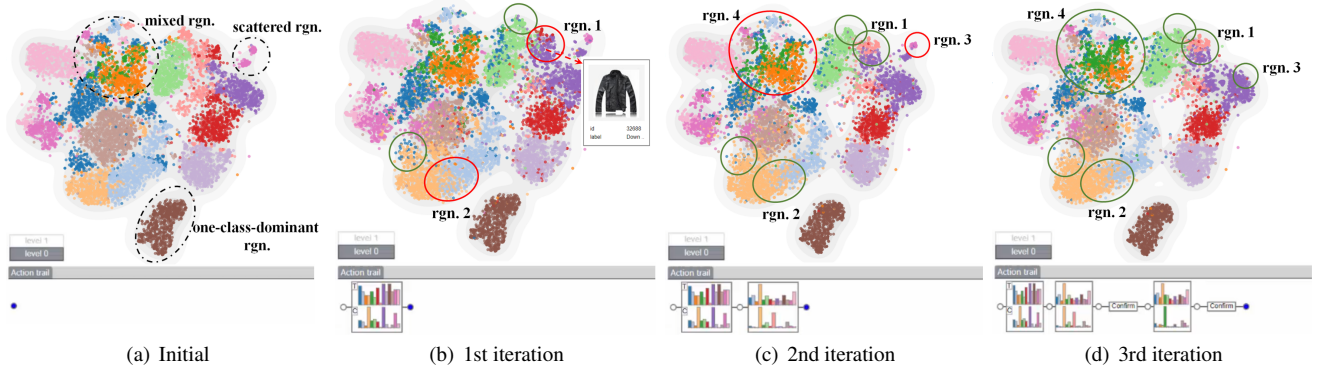 mixed rgn.
scattered rgn.
one-class-dominant
rgn.
level 1
level 0
Action trail
(a) Initial
rgn. 1
id 32688
label Down
rgn. 2
Action trail
T
C
(b) 1st iteration
rgn. 4
rgn. 1
rgn. 3
rgn. 2
level 1
level 0
Action trail
T
C
(c) 2nd iteration
rgn. 4
rgn. 1
rgn. 3
rgn. 2
level 1
level 0
Action trail
T
C
Confirm
Confirm
(d) 3rd iteration
level 1
level 0